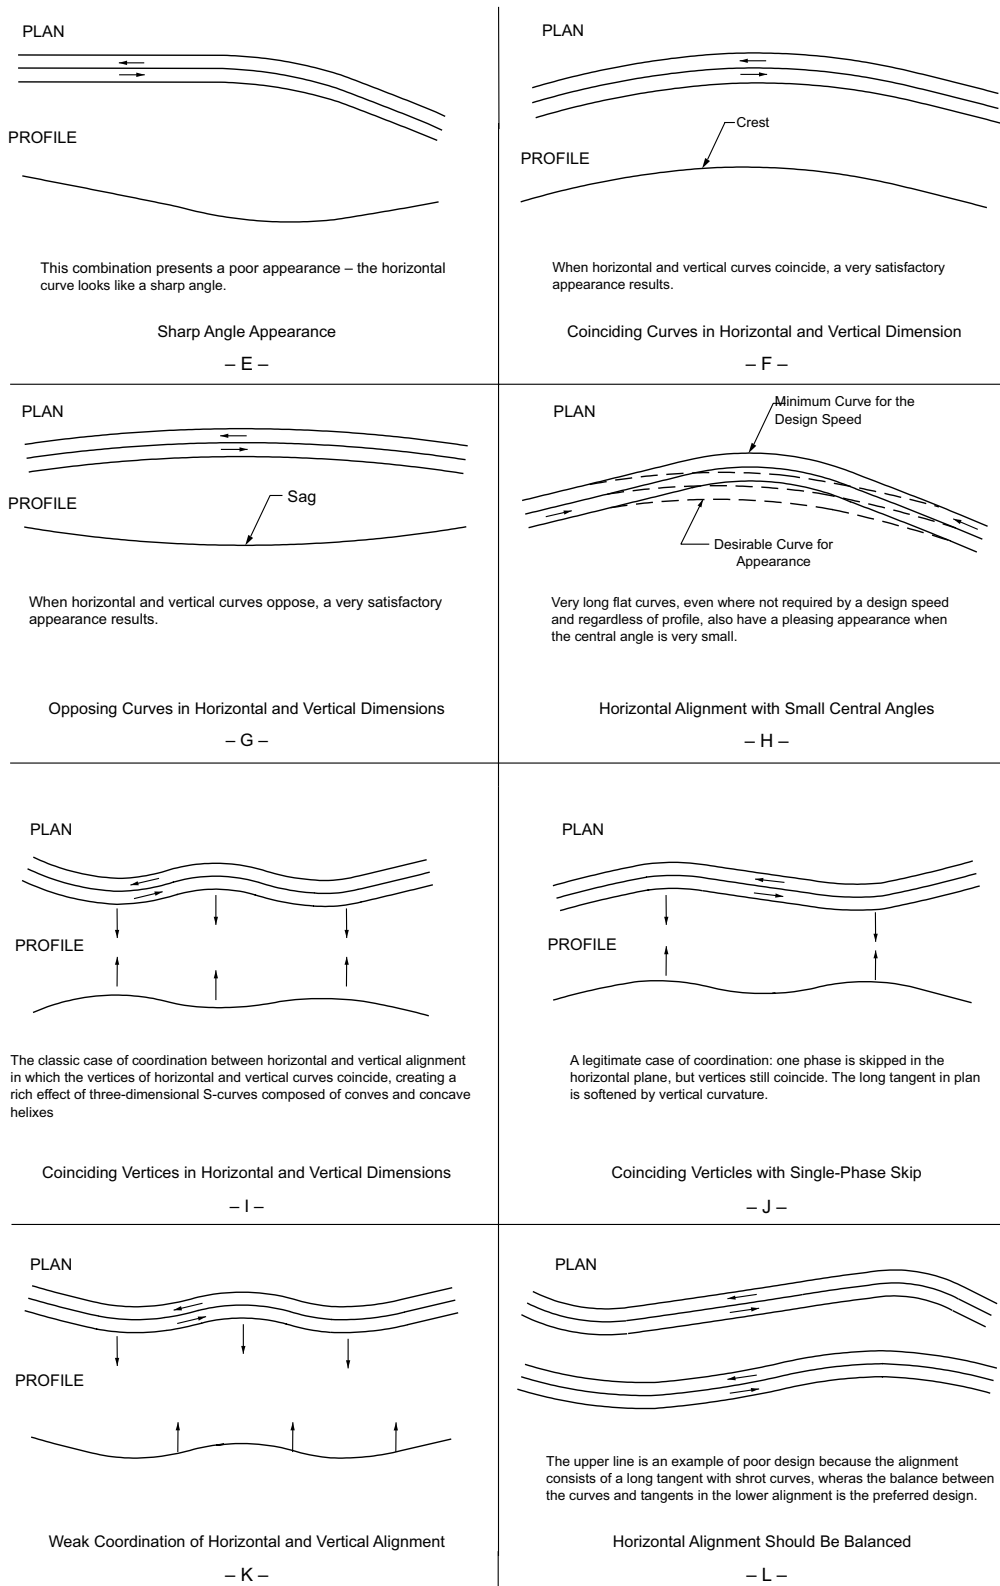 PLAN
PROFILE
This combination presents a poor appearance – the horizontal
curve looks like a sharp angle.
Sharp Angle Appearance
– E –
PLAN
Crest
PROFILE
When horizontal and vertical curves coincide, a very satisfactory
appearance results.
Coinciding Curves in Horizontal and Vertical Dimension
– F –
PLAN
PROFILE
Sag
When horizontal and vertical curves oppose, a very satisfactory
appearance results.
Opposing Curves in Horizontal and Vertical Dimensions
– G –
PLAN
Minimum Curve for the
Design Speed
Desirable Curve for
Appearance
Very long flat curves, even where not required by a design speed
and regardless of profile, also have a pleasing appearance when
the central angle is very small.
Horizontal Alignment with Small Central Angles
– H –
PLAN
PROFILE
The classic case of coordination between horizontal and vertical alignment
in which the vertices of horizontal and vertical curves coincide, creating a
rich effect of three-dimensional S-curves composed of conves and concave
helixes
Coinciding Vertices in Horizontal and Vertical Dimensions
– I –
PLAN
PROFILE
A legitimate case of coordination: one phase is skipped in the
horizontal plane, but vertices still coincide. The long tangent in plan
is softened by vertical curvature.
Coinciding Verticles with Single-Phase Skip
– J –
PLAN
PROFILE
Weak Coordination of Horizontal and Vertical Alignment
– K –
PLAN
The upper line is an example of poor design because the alignment
consists of a long tangent with shrot curves, wheras the balance between
the curves and tangents in the lower alignment is the preferred design.
Horizontal Alignment Should Be Balanced
– L –